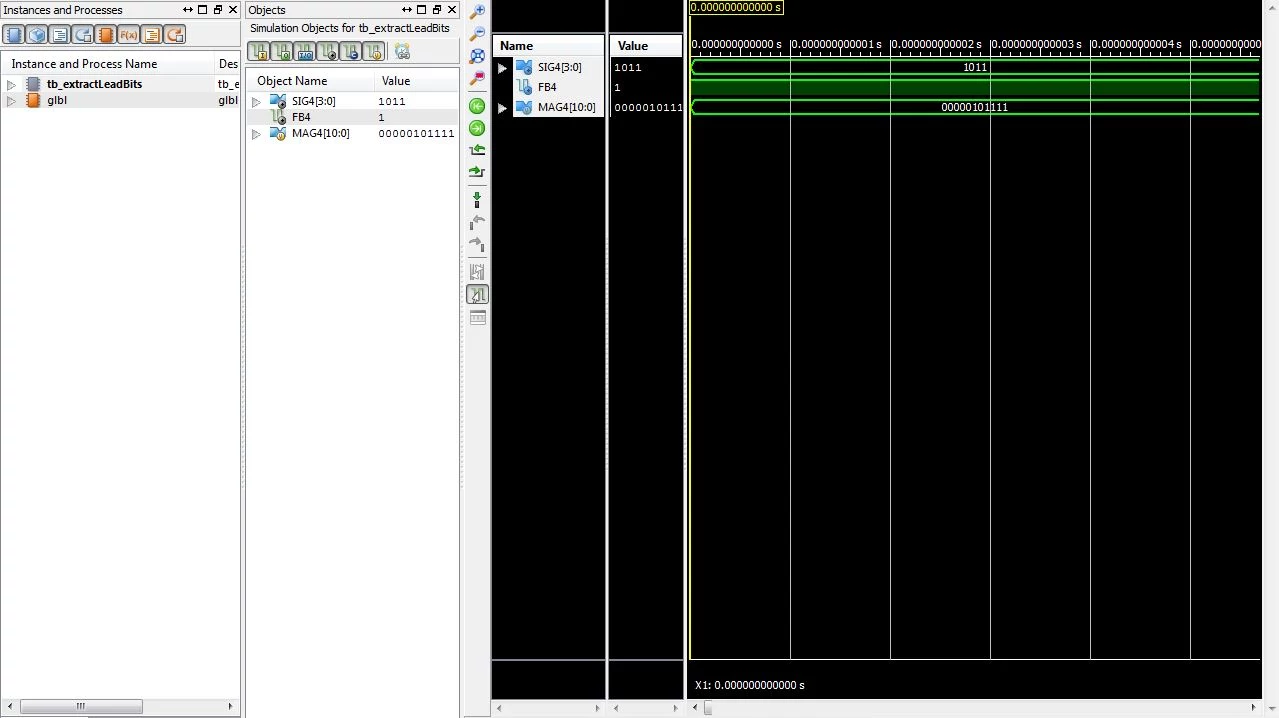 Instances and Processes
Instance and Process Name Des
tb_extractLeadBits tb_e
glbl glbl
Objects
Simulation Objects for tb_extractLeadBits
Object Name Value
SIG4[3:0] 1011
FB4 1
MAG4[10:0] 00000101111
Name Value
SIG4[3:0] 1011
FB4 1
MAG4[10:0] 00000101111
0.000000000000 s
0.000000000000 s 0.000000000001 s 0.000000000002 s 0.000000000003 s 0.000000000004 s 0.0000000000
1011
00000101111
X1: 0.000000000000 s